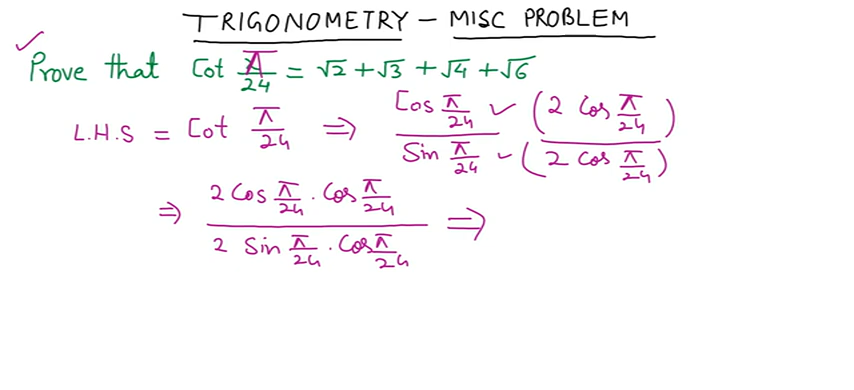 TRIGONOMETRY – MISC PROBLEM
✓ Prove that Cot π/24 = √2 + √3 + √4 + √6
L.H.S = Cot π/24 ⇒ Cos π/24 ✓ (2 Cos π/24) / Sin π/24 ✓ (2 Cos π/24)
⇒ 2 Cos π/24 · Cos π/24 / 2 Sin π/24 · Cos π/24 ⇒